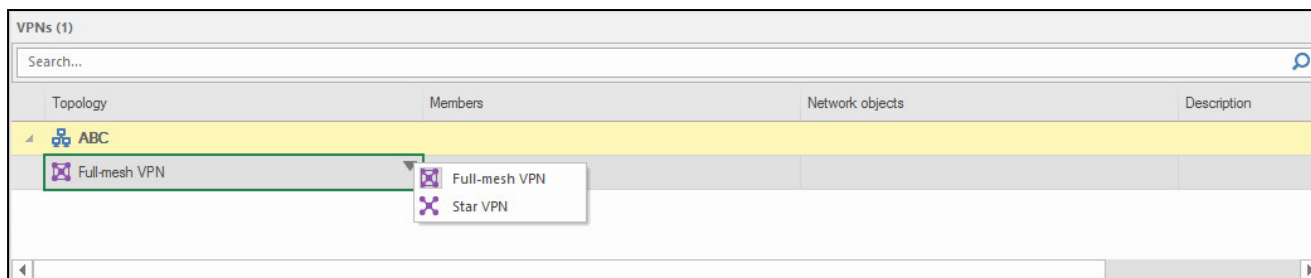 VPNs (1)
Search...
Topology Members Network objects Description
ABC
Full-mesh VPN
Full-mesh VPN
Star VPN